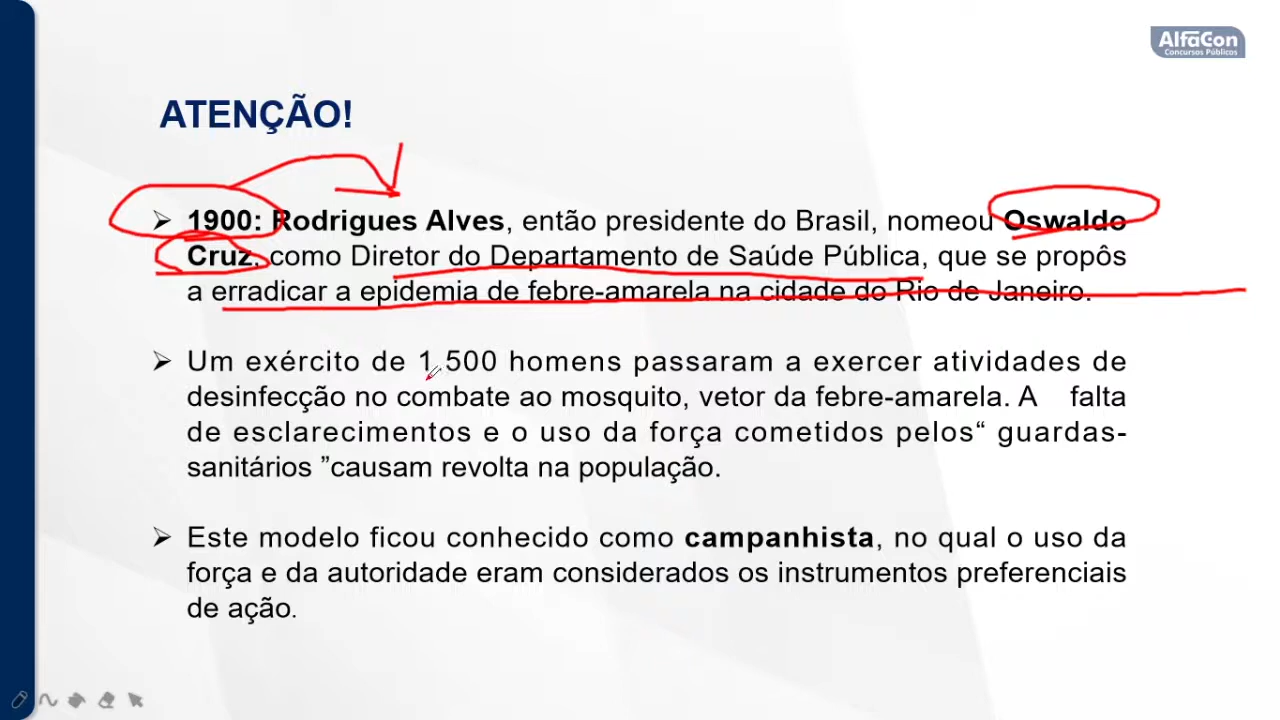 AlfaCon
Concursos Públicos
ATENÇÃO!
➢ 1900: Rodrigues Alves, então presidente do Brasil, nomeou Oswaldo
Cruz, como Diretor do Departamento de Saúde Pública, que se propôs
a erradicar a epidemia de febre-amarela na cidade do Rio de Janeiro.
➢ Um exército de 1.500 homens passaram a exercer atividades de
desinfecção no combate ao mosquito, vetor da febre-amarela. A falta
de esclarecimentos e o uso da força cometidos pelos“ guardas-
sanitários ”causam revolta na população.
➢ Este modelo ficou conhecido como campanhista, no qual o uso da
força e da autoridade eram considerados os instrumentos preferenciais
de ação.